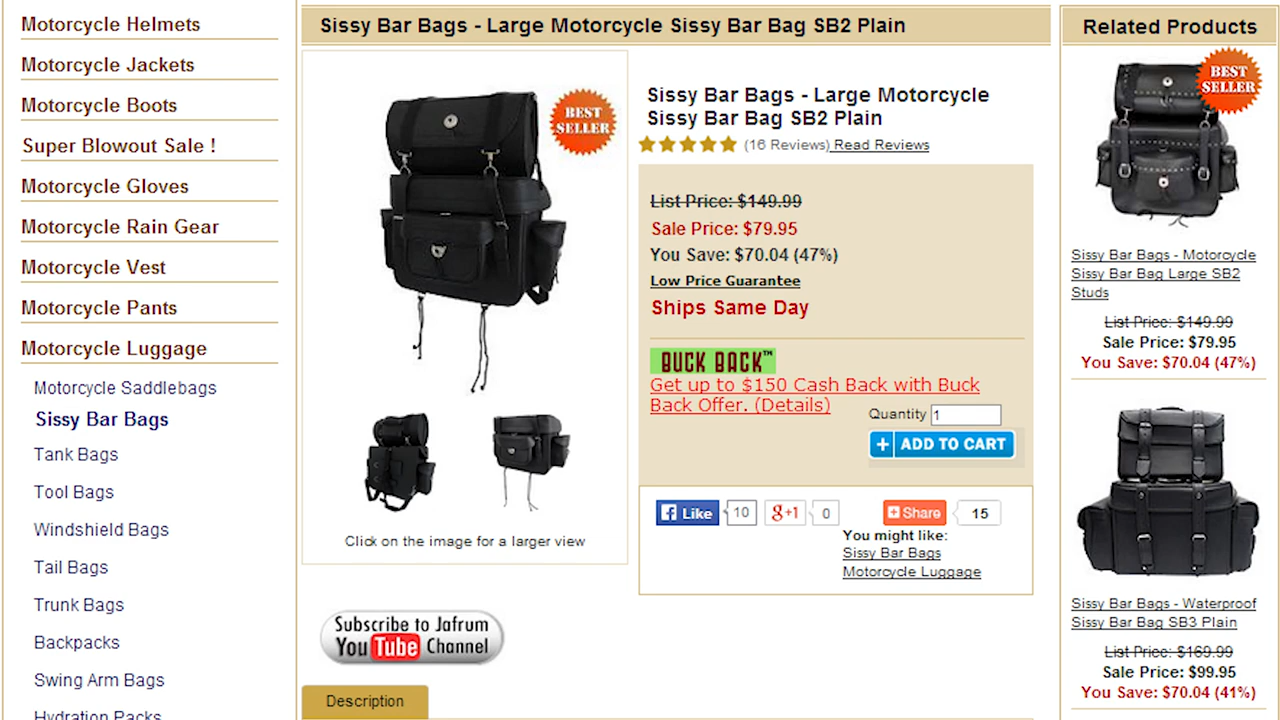 Motorcycle Helmets
Motorcycle Jackets
Motorcycle Boots
Super Blowout Sale !
Motorcycle Gloves
Motorcycle Rain Gear
Motorcycle Vest
Motorcycle Pants
Motorcycle Luggage
Motorcycle Saddlebags
Sissy Bar Bags
Tank Bags
Tool Bags
Windshield Bags
Tail Bags
Trunk Bags
Backpacks
Swing Arm Bags
Hydration Packs
Sissy Bar Bags - Large Motorcycle Sissy Bar Bag SB2 Plain
BEST
SELLER
Click on the image for a larger view
Sissy Bar Bags - Large Motorcycle
Sissy Bar Bag SB2 Plain
(16 Reviews) Read Reviews
List Price: $149.99
Sale Price: $79.95
You Save: $70.04 (47%)
Low Price Guarantee
Ships Same Day
BUCK BACK™
Get up to $150 Cash Back with Buck
Back Offer. (Details)
Quantity 1
+ ADD TO CART
f Like 10 g+1 0 + Share 15
You might like:
Sissy Bar Bags
Motorcycle Luggage
Subscribe to Jafrum
You Tube Channel
Description
Related Products
BEST
SELLER
Sissy Bar Bags - Motorcycle
Sissy Bar Bag Large SB2
Studs
List Price: $149.99
Sale Price: $79.95
You Save: $70.04 (47%)
Sissy Bar Bags - Waterproof
Sissy Bar Bag SB3 Plain
List Price: $169.99
Sale Price: $99.95
You Save: $70.04 (41%)